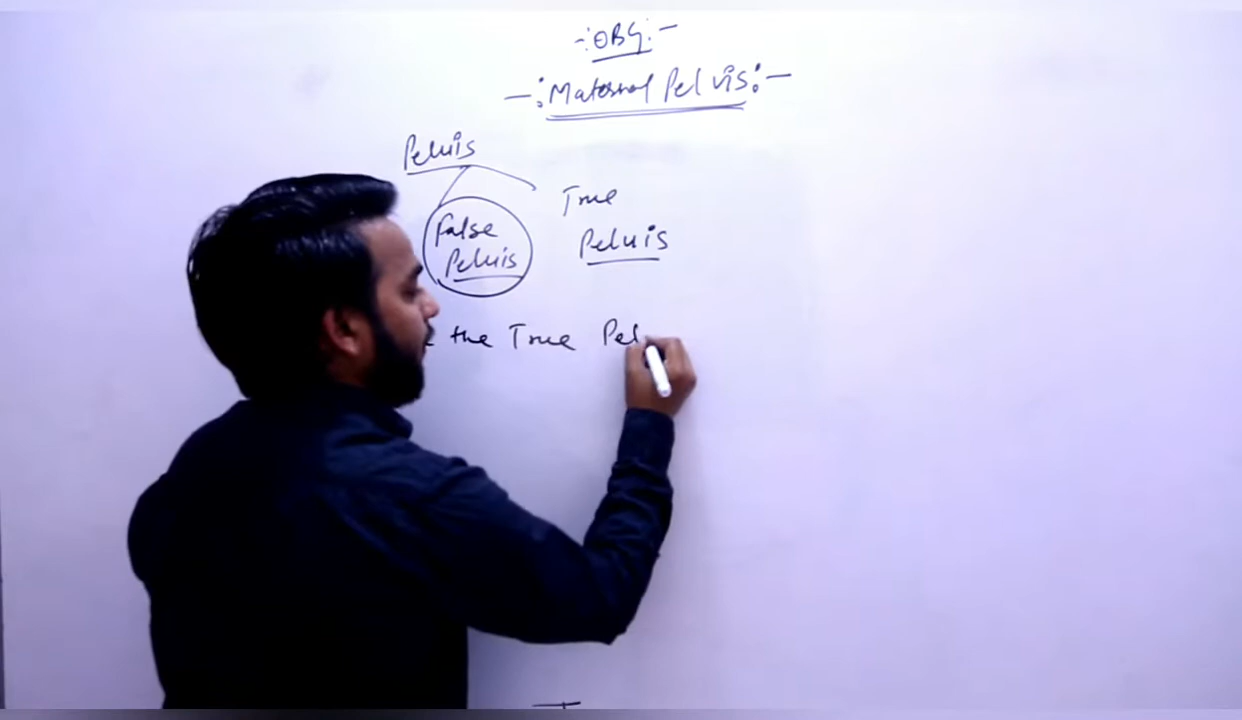 -:OBG:-
-:Maternal Pelvis:-
Pelvis
True
False
Pelvis
Pelvis
the True Pel